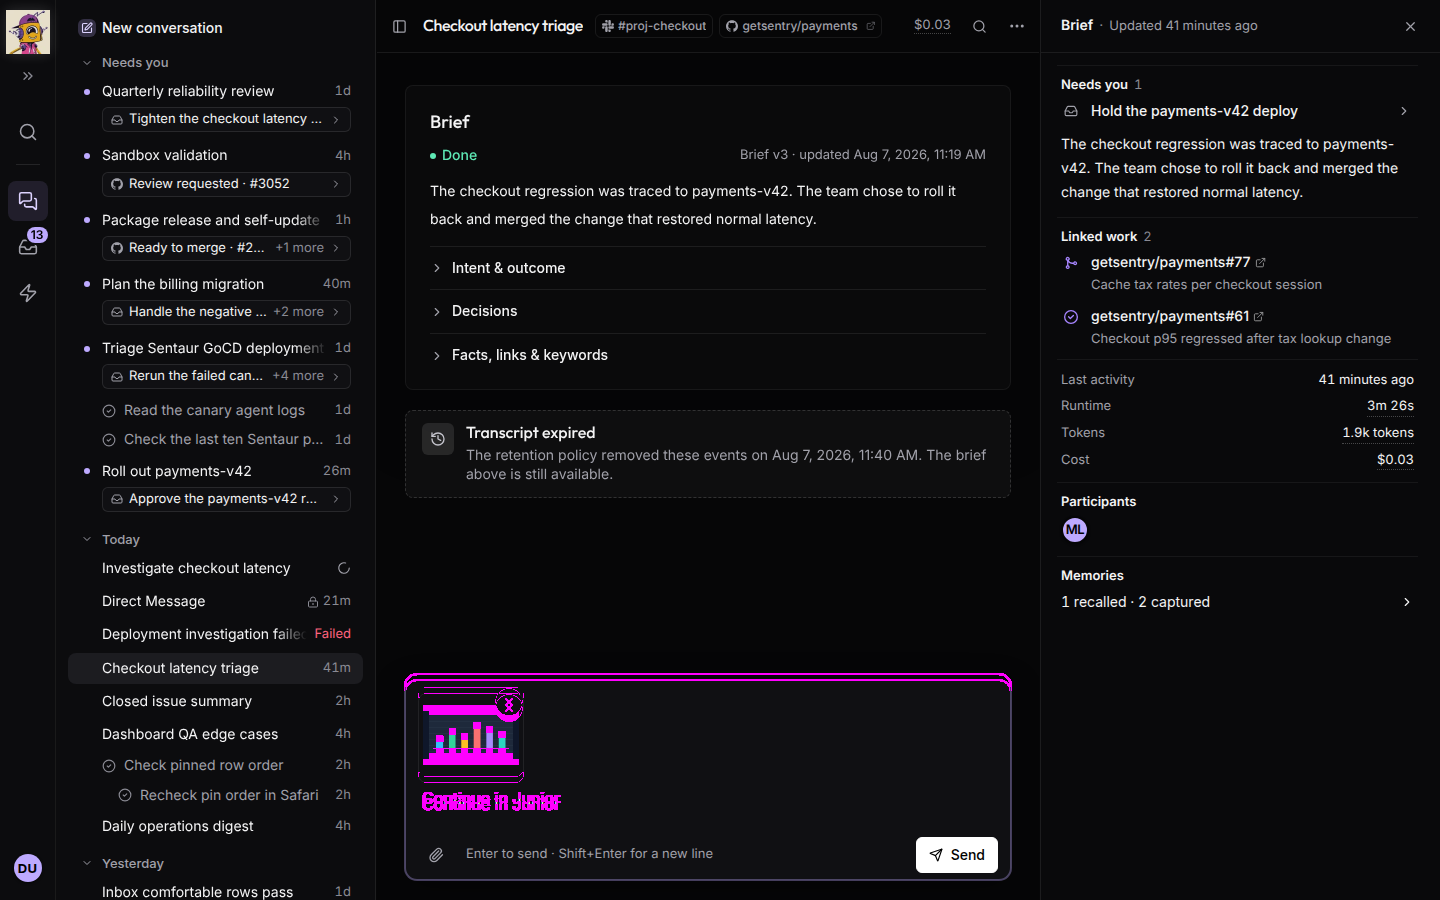 New conversation
Needs you
Quarterly reliability review 1d
Tighten the checkout latency ...
Sandbox validation 4h
Review requested · #3052
Package release and self-update 1h
Ready to merge · #2... +1 more
Plan the billing migration 40m
Handle the negative ... +2 more
Triage Sentaur GoCD deployment 1d
Rerun the failed can... +4 more
Read the canary agent logs 1d
Check the last ten Sentaur p... 1d
Roll out payments-v42 26m
Approve the payments-v42 r...
Today
Investigate checkout latency
Direct Message 21m
Deployment investigation failed Failed
Checkout latency triage 41m
Closed issue summary 2h
Dashboard QA edge cases 4h
Check pinned row order 2h
Recheck pin order in Safari 2h
Daily operations digest 4h
Yesterday
Inbox comfortable rows pass 1d
13
DU
Checkout latency triage #proj-checkout getsentry/payments $0.03
Brief
Done Brief v3 · updated Aug 7, 2026, 11:19 AM
The checkout regression was traced to payments-v42. The team chose to roll it
back and merged the change that restored normal latency.
Intent & outcome
Decisions
Facts, links & keywords
Transcript expired
The retention policy removed these events on Aug 7, 2026, 11:40 AM. The brief
above is still available.
Continue in Junior
Enter to send · Shift+Enter for a new line
Send
Brief · Updated 41 minutes ago
Needs you 1
Hold the payments-v42 deploy
The checkout regression was traced to payments-
v42. The team chose to roll it back and merged the
change that restored normal latency.
Linked work 2
getsentry/payments#77
Cache tax rates per checkout session
getsentry/payments#61
Checkout p95 regressed after tax lookup change
Last activity 41 minutes ago
Runtime 3m 26s
Tokens 1.9k tokens
Cost $0.03
Participants
ML
Memories
1 recalled · 2 captured